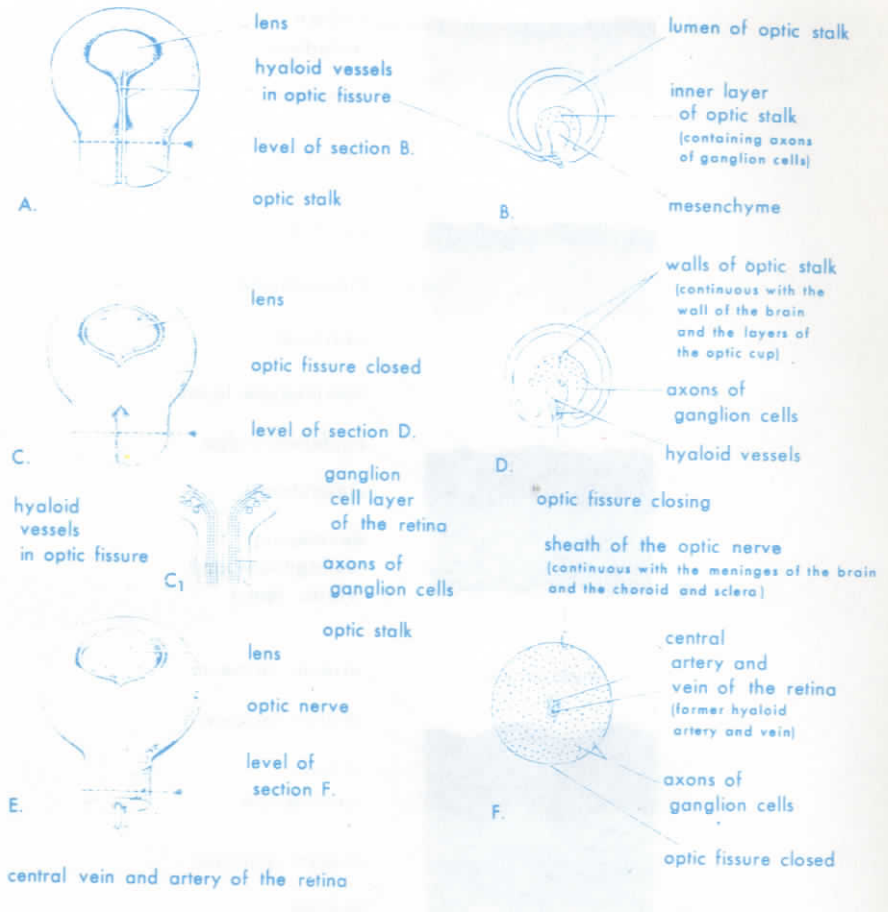 lens
hyaloid vessels
in optic fissure
level of section B.
optic stalk
A.
lumen of optic stalk
inner layer
of optic stalk
(containing axons
of ganglion cells)
mesenchyme
B.
lens
optic fissure closed
level of section D.
C.
walls of optic stalk
(continuous with the
wall of the brain
and the layers of
the optic cup)
axons of
ganglion cells
hyaloid vessels
D.
optic fissure closing
hyaloid
vessels
in optic fissure
C1
ganglion
cell layer
of the retina
axons of
ganglion cells
optic stalk
sheath of the optic nerve
(continuous with the meninges of the brain
and the choroid and sclera)
lens
optic nerve
level of
section F.
E.
central vein and artery of the retina
central
artery and
vein of the retina
(former hyaloid
artery and vein)
axons of
ganglion cells
F.
optic fissure closed